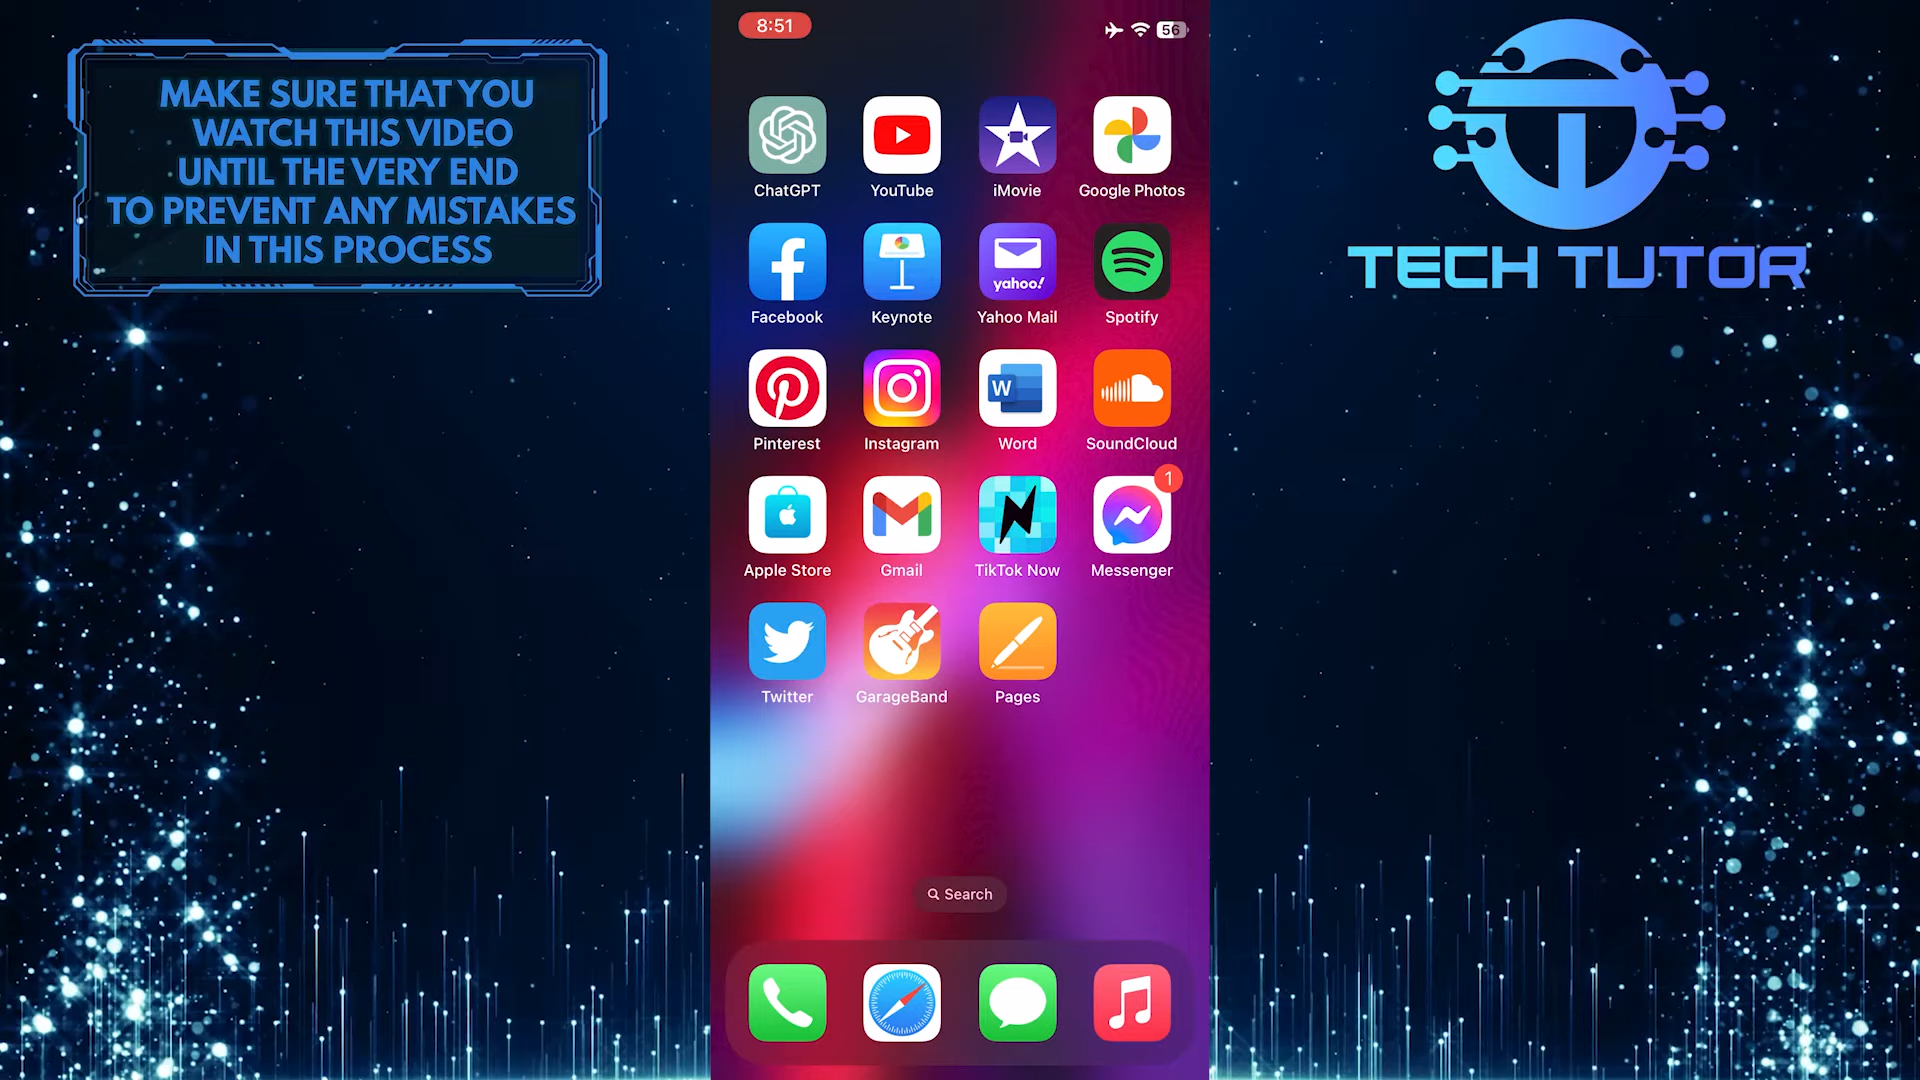 MAKE SURE THAT YOU
WATCH THIS VIDEO
UNTIL THE VERY END
TO PREVENT ANY MISTAKES
IN THIS PROCESS
8:51
56
TECH TUTOR
ChatGPT
YouTube
iMovie
Google Photos
yahoo!
Facebook
Keynote
Yahoo Mail
Spotify
W
Pinterest
Instagram
Word
SoundCloud
1
Apple Store
Gmail
TikTok Now
Messenger
Twitter
GarageBand
Pages
Search